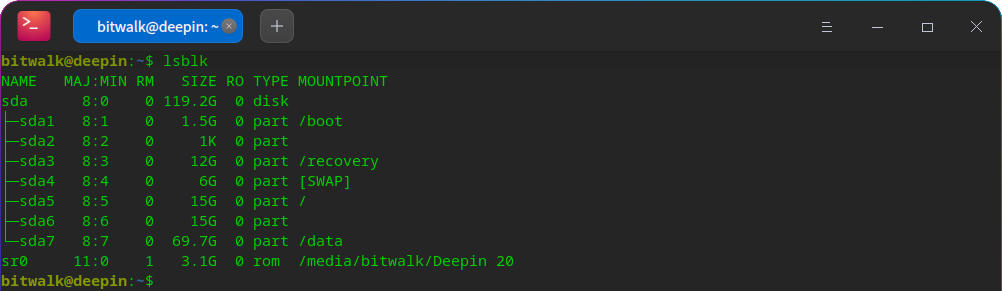 >_ bitwalk@deepin: ~
bitwalk@deepin:~$ lsblk
NAME   MAJ:MIN RM   SIZE RO TYPE MOUNTPOINT
sda      8:0    0 119.2G  0 disk
├─sda1   8:1    0   1.5G  0 part /boot
├─sda2   8:2    0     1K  0 part
├─sda3   8:3    0    12G  0 part /recovery
├─sda4   8:4    0     6G  0 part [SWAP]
├─sda5   8:5    0    15G  0 part /
├─sda6   8:6    0    15G  0 part
└─sda7   8:7    0  69.7G  0 part /data
sr0     11:0    1   3.1G  0 rom  /media/bitwalk/Deepin 20
bitwalk@deepin:~$